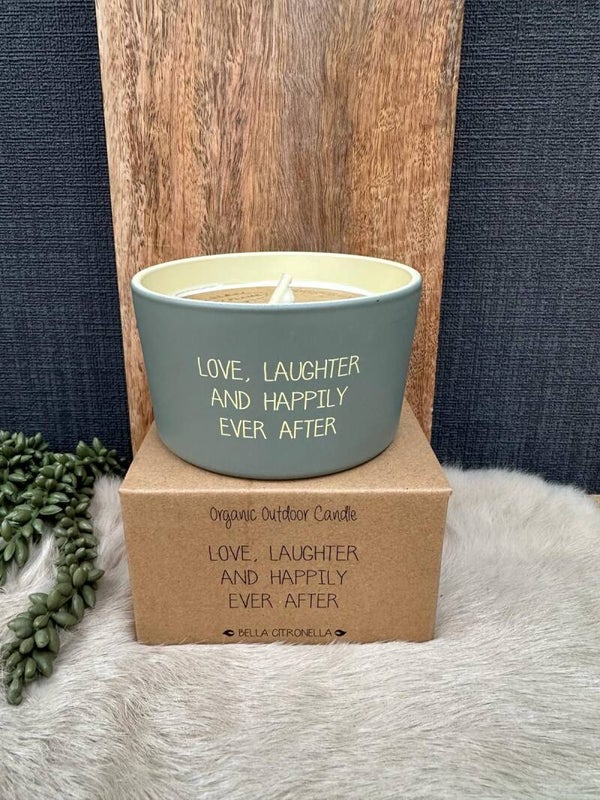 LOVE, LAUGHTER
AND HAPPILY
EVER AFTER
Organic Outdoor Candle
LOVE, LAUGHTER
AND HAPPILY
EVER AFTER
BELLA CITRONELLA